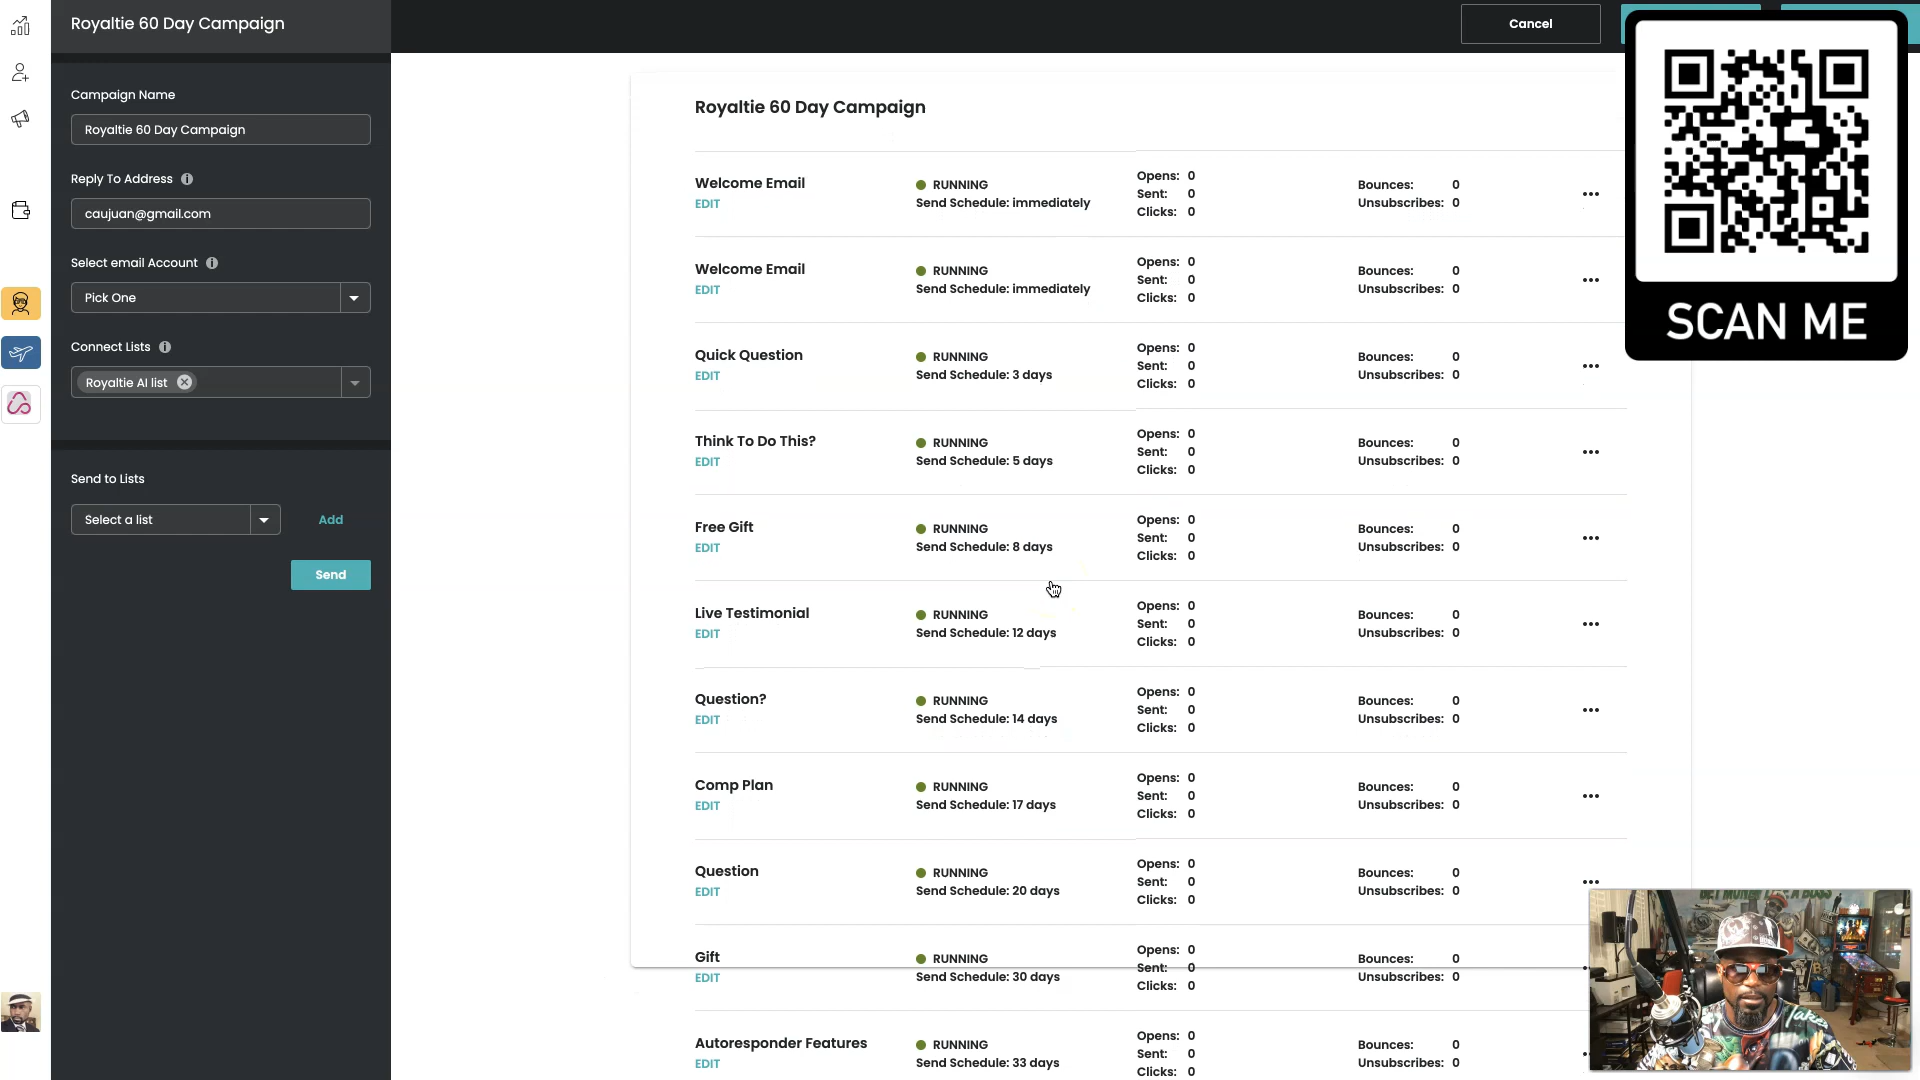 Royaltie 60 Day Campaign
Cancel
Campaign Name
Royaltie 60 Day Campaign
Reply To Address
caujuan@gmail.com
Select email Account
Pick One
Connect Lists
Royaltie AI list
Send to Lists
Select a list
Add
Send
Royaltie 60 Day Campaign
Welcome Email
EDIT
RUNNING
Send Schedule: immediately
Opens: 0
Sent: 0
Clicks: 0
Bounces: 0
Unsubscribes: 0
Welcome Email
EDIT
RUNNING
Send Schedule: immediately
Opens: 0
Sent: 0
Clicks: 0
Bounces: 0
Unsubscribes: 0
Quick Question
EDIT
RUNNING
Send Schedule: 3 days
Opens: 0
Sent: 0
Clicks: 0
Bounces: 0
Unsubscribes: 0
Think To Do This?
EDIT
RUNNING
Send Schedule: 5 days
Opens: 0
Sent: 0
Clicks: 0
Bounces: 0
Unsubscribes: 0
Free Gift
EDIT
RUNNING
Send Schedule: 8 days
Opens: 0
Sent: 0
Clicks: 0
Bounces: 0
Unsubscribes: 0
Live Testimonial
EDIT
RUNNING
Send Schedule: 12 days
Opens: 0
Sent: 0
Clicks: 0
Bounces: 0
Unsubscribes: 0
Question?
EDIT
RUNNING
Send Schedule: 14 days
Opens: 0
Sent: 0
Clicks: 0
Bounces: 0
Unsubscribes: 0
Comp Plan
EDIT
RUNNING
Send Schedule: 17 days
Opens: 0
Sent: 0
Clicks: 0
Bounces: 0
Unsubscribes: 0
Question
EDIT
RUNNING
Send Schedule: 20 days
Opens: 0
Sent: 0
Clicks: 0
Bounces: 0
Unsubscribes: 0
Gift
EDIT
RUNNING
Send Schedule: 30 days
Opens: 0
Sent: 0
Clicks: 0
Bounces: 0
Unsubscribes: 0
Autoresponder Features
EDIT
RUNNING
Send Schedule: 33 days
Opens: 0
Sent: 0
Clicks: 0
Bounces: 0
Unsubscribes: 0
SCAN ME